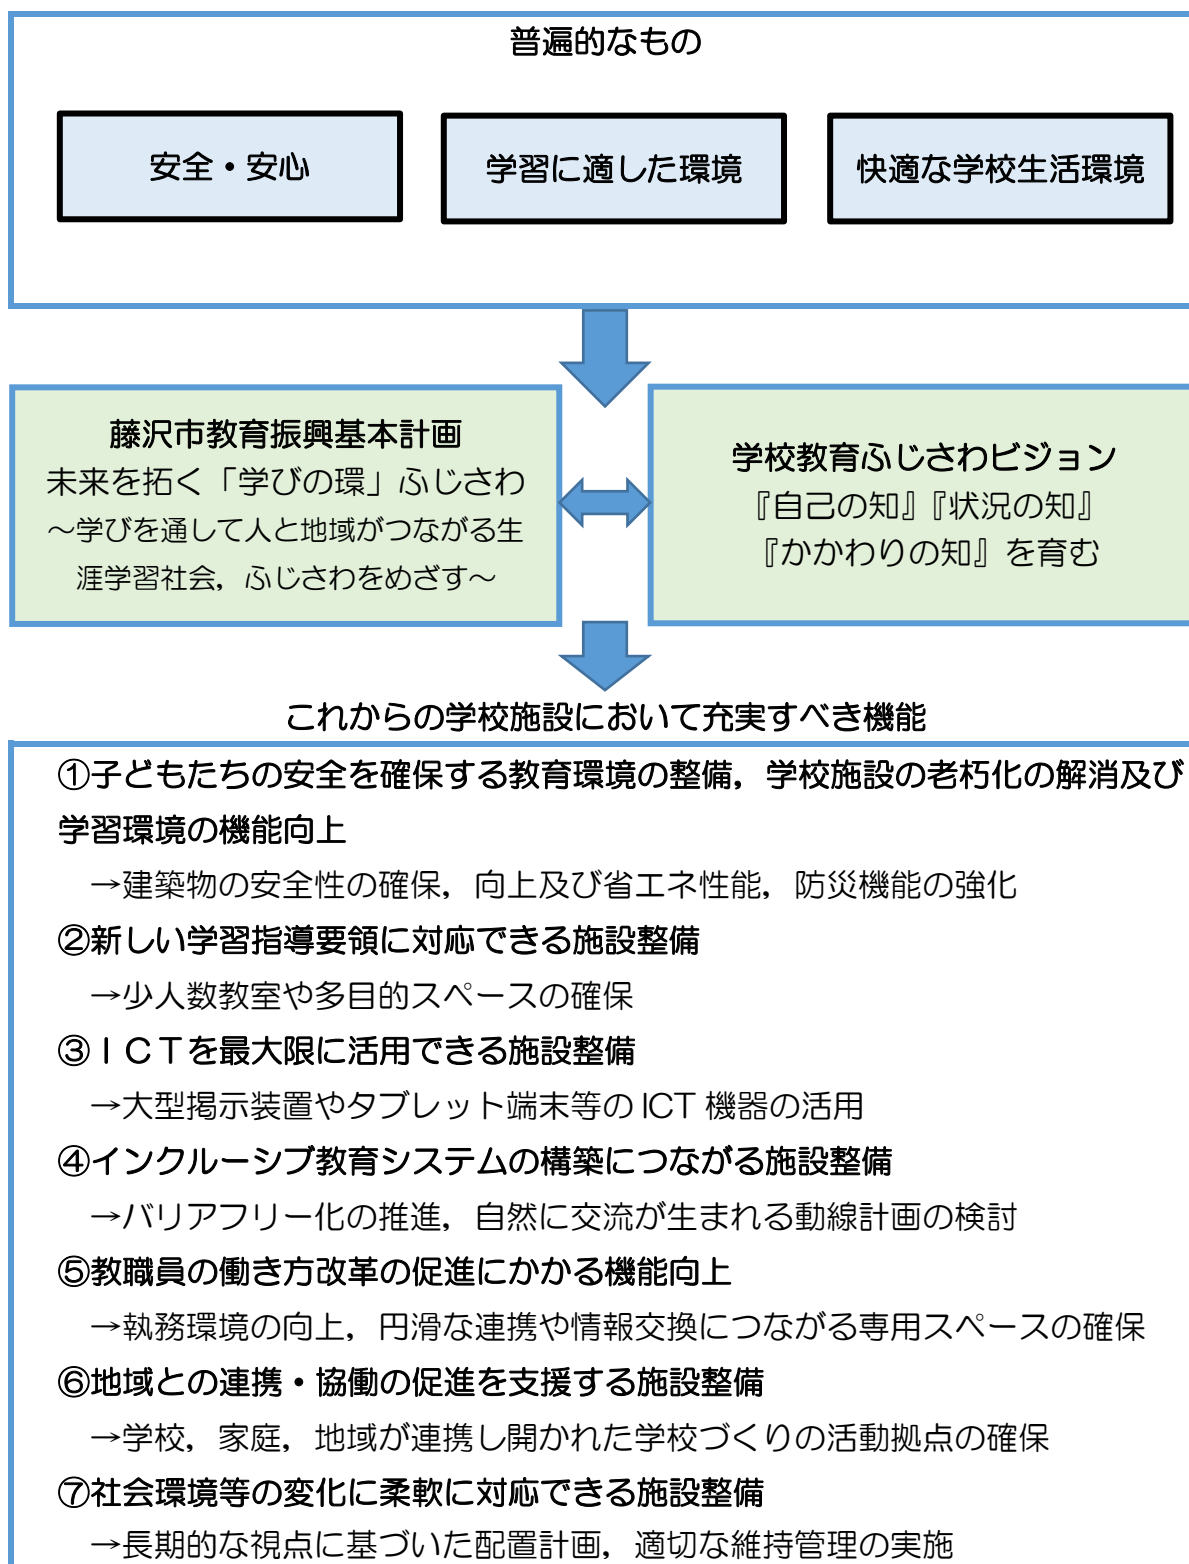 普遍的なもの
安全・安心
学習に適した環境
快適な学校生活環境
藤沢市教育振興基本計画
未来を拓く「学びの環」ふじさわ
～学びを通して人と地域がつながる生
涯学習社会，ふじさわをめざす～
学校教育ふじさわビジョン
『自己の知』『状況の知』
『かかわりの知』を育む
これからの学校施設において充実すべき機能
①子どもたちの安全を確保する教育環境の整備，学校施設の老朽化の解消及び
学習環境の機能向上
→建築物の安全性の確保，向上及び省エネ性能，防災機能の強化
②新しい学習指導要領に対応できる施設整備
→少人数教室や多目的スペースの確保
③ＩＣＴを最大限に活用できる施設整備
→大型掲示装置やタブレット端末等の ICT 機器の活用
④インクルーシブ教育システムの構築につながる施設整備
→バリアフリー化の推進，自然に交流が生まれる動線計画の検討
⑤教職員の働き方改革の促進にかかる機能向上
→執務環境の向上，円滑な連携や情報交換につながる専用スペースの確保
⑥地域との連携・協働の促進を支援する施設整備
→学校，家庭，地域が連携し開かれた学校づくりの活動拠点の確保
⑦社会環境等の変化に柔軟に対応できる施設整備
→長期的な視点に基づいた配置計画，適切な維持管理の実施